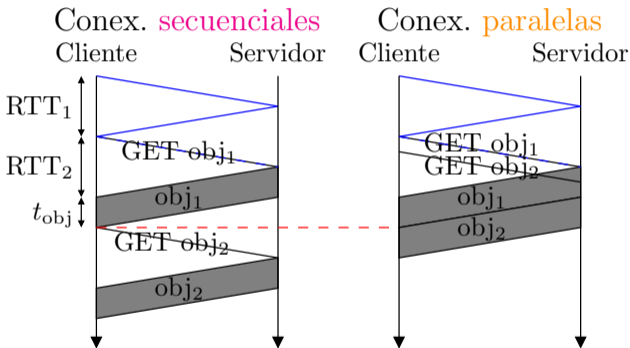 Conex. secuenciales
Cliente Servidor
RTT₁
RTT₂
t_obj
GET obj₁
obj₁
GET obj₂
obj₂
Conex. paralelas
Cliente Servidor
GET obj₁
GET obj₂
obj₁
obj₂